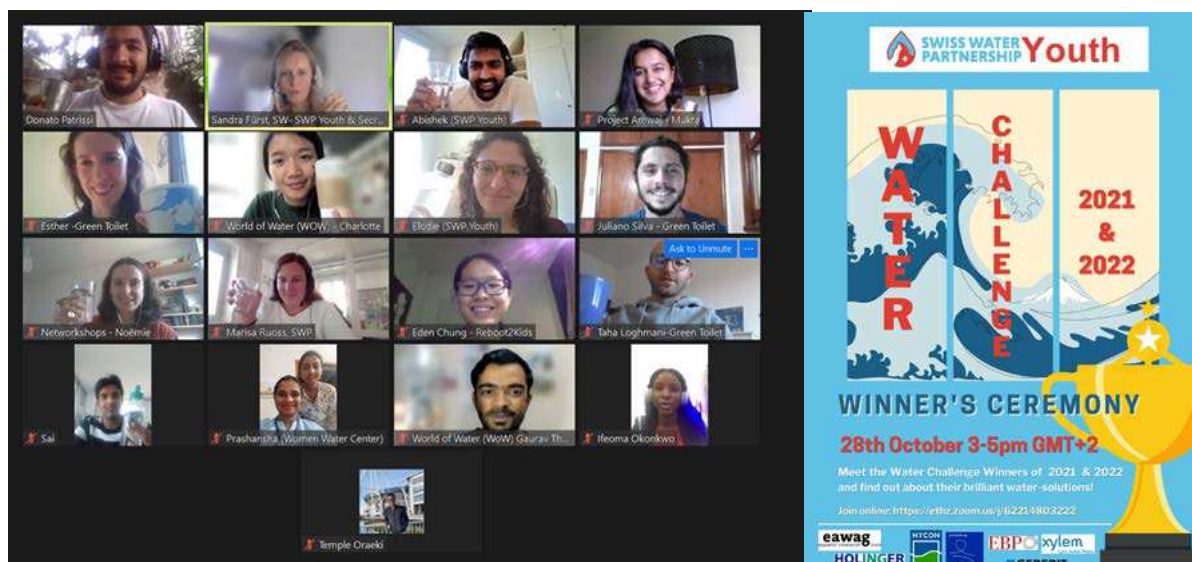 Donato Patrissi
Sandra Fürst, SW- SWP Youth & Secr...
Abishek (SWP Youth)
Project Amwaj - Mukta
Esther -Green Toilet
World of Water (WOW) - Charlotte
Elodie (SWP Youth)
Juliano Silva - Green Toilet
Ask to Unmute
...
Networkshops - Noémie
Marisa Ruoss, SWP
Eden Chung - Reboot2Kids
Taha Loghmani-Green Toilet
Sai
Prashansha (Women Water Center)
World of Water (WoW) Gaurav Th...
Ifeoma Okonkwo
Temple Oraeki
SWISS WATER
PARTNERSHIP Youth
WATER
CHALLENGE
2021
&
2022
WINNER'S CEREMONY
28th October 3-5pm GMT+2
Meet the Water Challenge Winners of 2021 & 2022
and find out about their brilliant water-solutions!
Join online: https://ethz.zoom.us/j/62214803222
eawag
HYCON
EBP
xylem
HOLINGER